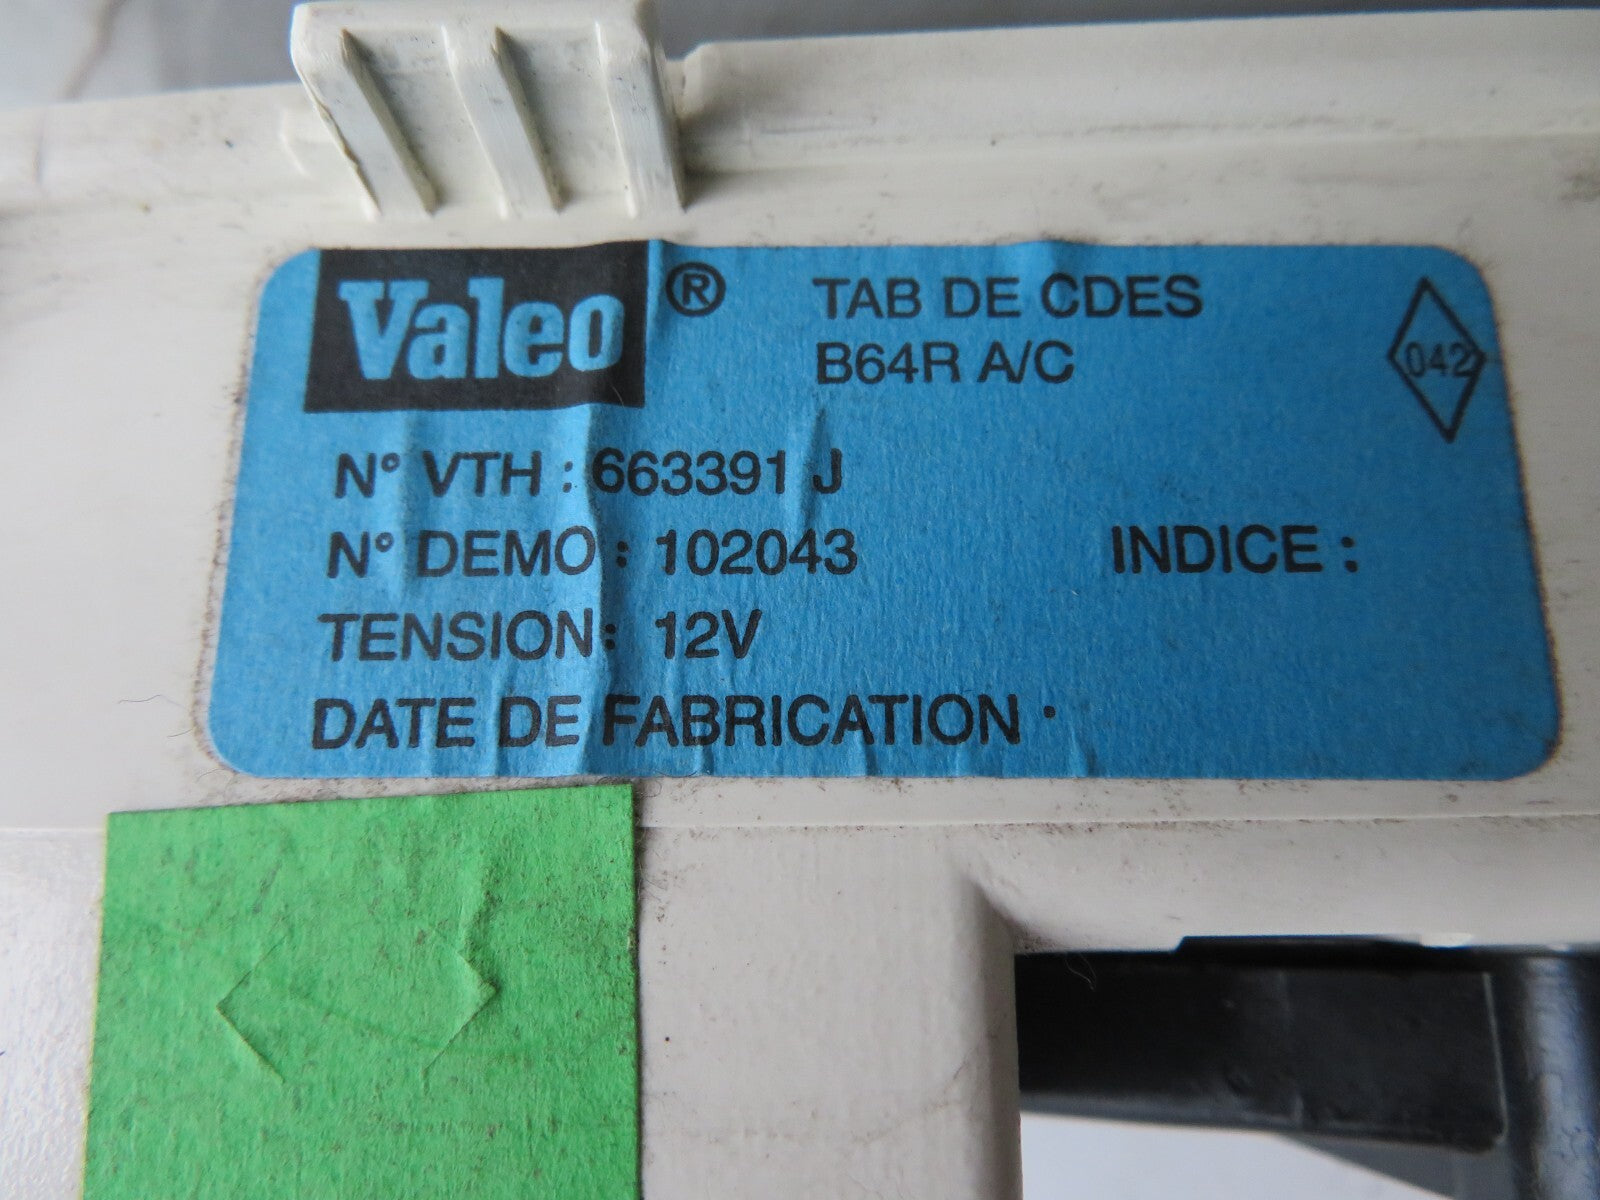 Valeo ®
TAB DE CDES
B64R A/C
042
N° VTH : 663391 J
N° DEMO : 102043
INDICE :
TENSION : 12V
DATE DE FABRICATION :